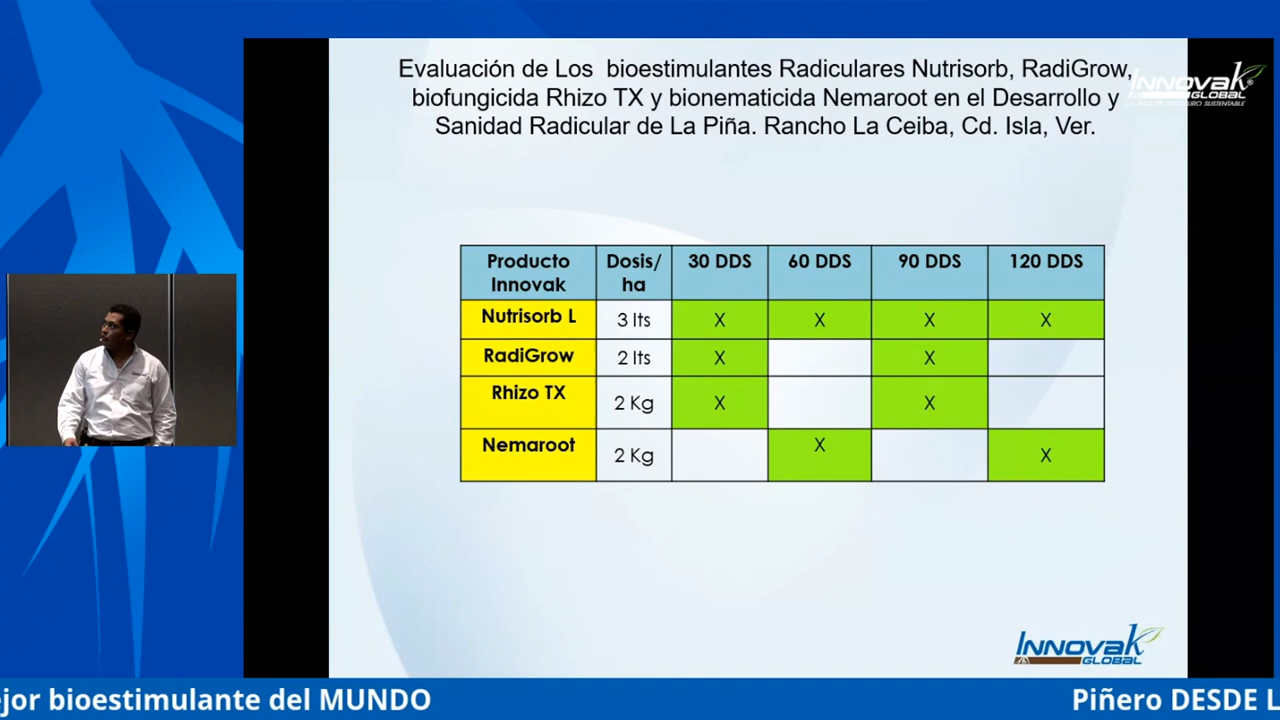 Evaluación de Los bioestimulantes Radiculares Nutrisorb, RadiGrow,
biofungicida Rhizo TX y bionematicida Nemaroot en el Desarrollo y
Sanidad Radicular de La Piña. Rancho La Ceiba, Cd. Isla, Ver.
INNOVAK
GLOBAL
Producto Innovak Dosis/ha 30 DDS 60 DDS 90 DDS 120 DDS
Nutrisorb L 3 lts X X X X
RadiGrow 2 lts X X
Rhizo TX 2 Kg X X
Nemaroot 2 Kg X X
INNOVAK
GLOBAL
ejor bioestimulante del MUNDO Piñero DESDE L